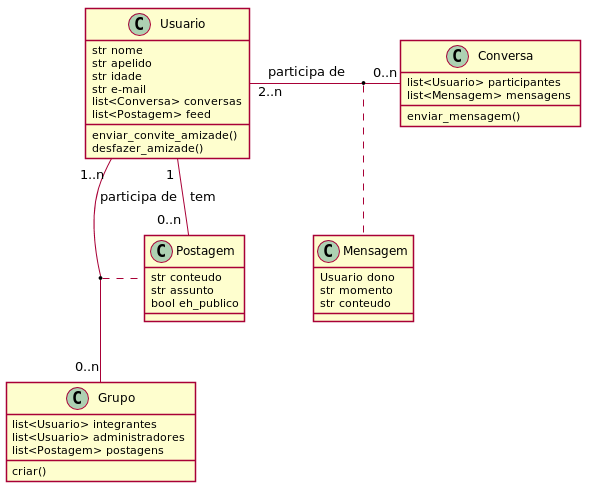 C Usuario
str nome
str apelido
str idade
str e-mail
list<Conversa> conversas
list<Postagem> feed
enviar_convite_amizade()
desfazer_amizade()
participa de
2..n
0..n
C Conversa
list<Usuario> participantes
list<Mensagem> mensagens
enviar_mensagem()
1..n
participa de
1
tem
0..n
C Postagem
str conteudo
str assunto
bool eh_publico
C Mensagem
Usuario dono
str momento
str conteudo
0..n
C Grupo
list<Usuario> integrantes
list<Usuario> administradores
list<Postagem> postagens
criar()